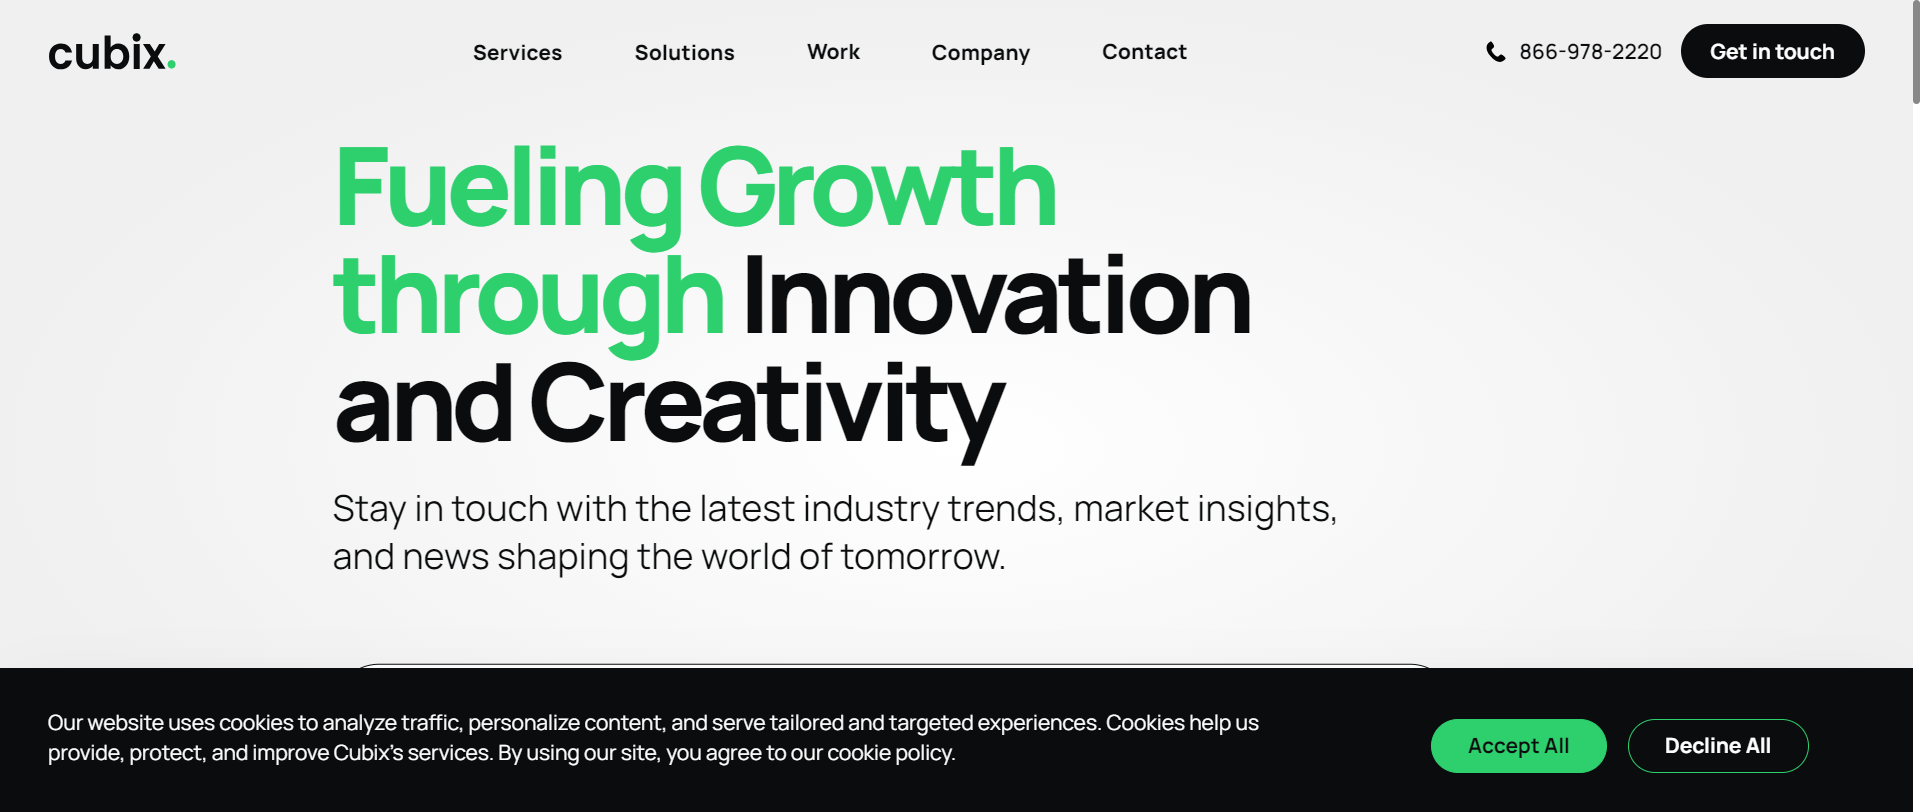 cubix.
Services
Solutions
Work
Company
Contact
866-978-2220
Get in touch
Fueling Growth
through Innovation
and Creativity
Stay in touch with the latest industry trends, market insights,
and news shaping the world of tomorrow.
Our website uses cookies to analyze traffic, personalize content, and serve tailored and targeted experiences. Cookies help us
provide, protect, and improve Cubix's services. By using our site, you agree to our cookie policy.
Accept All
Decline All